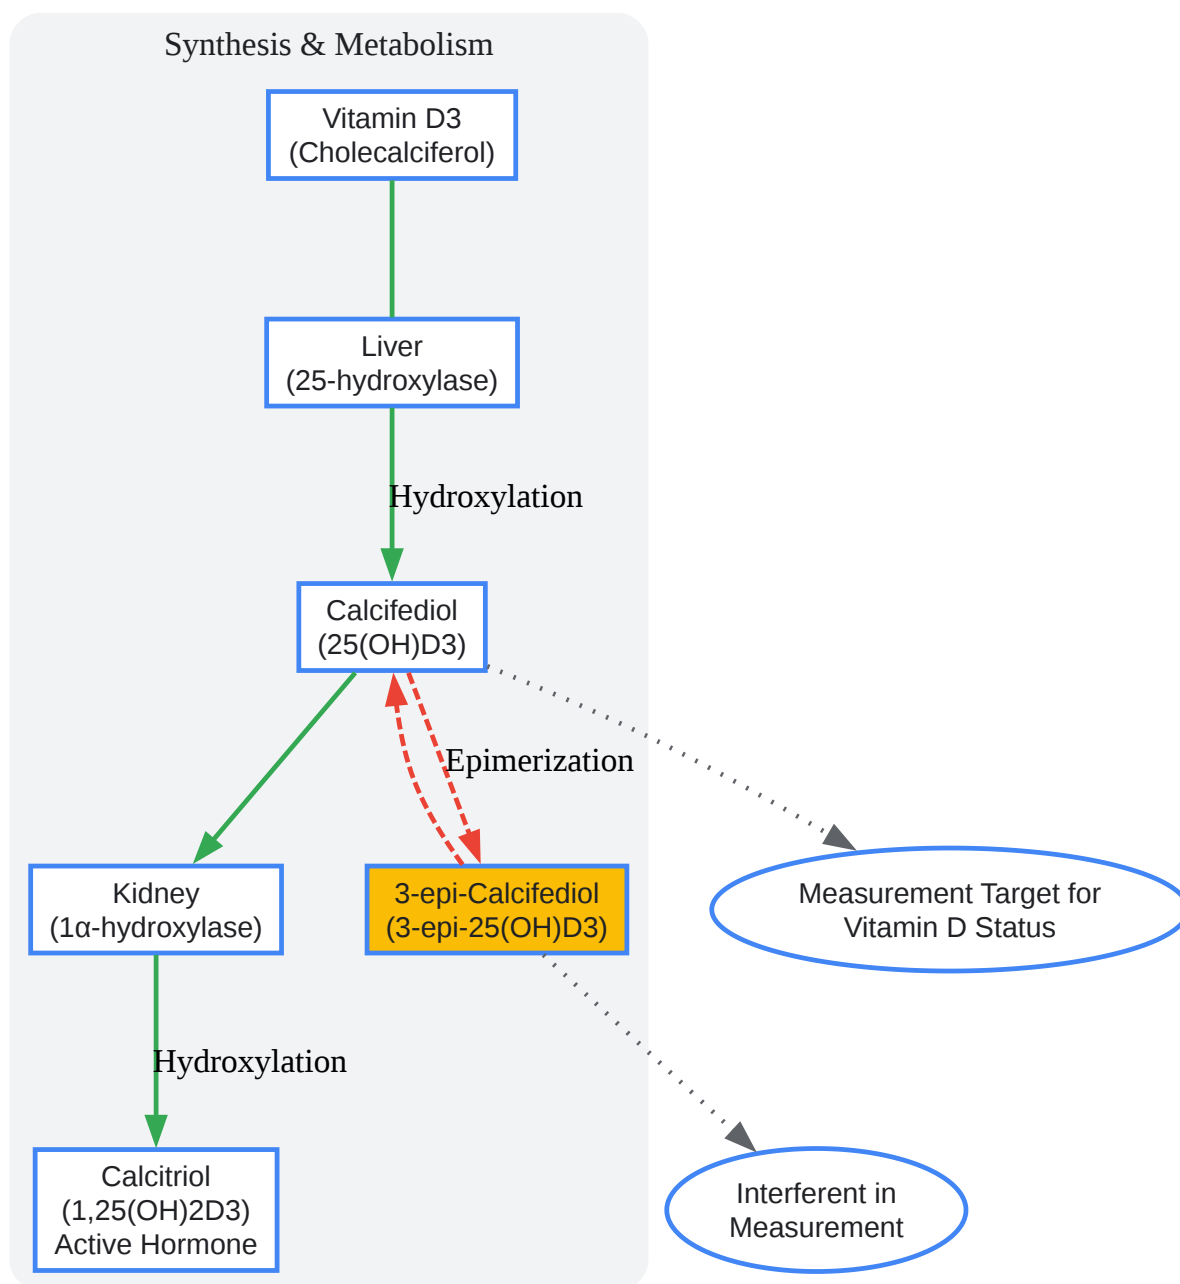 Synthesis & Metabolism
Vitamin D3
(Cholecalciferol)
Liver
(25-hydroxylase)
Hydroxylation
Calcifediol
(25(OH)D3)
Epimerization
Kidney
(1α-hydroxylase)
3-epi-Calcifediol
(3-epi-25(OH)D3)
Measurement Target for
Vitamin D Status
Hydroxylation
Calcitriol
(1,25(OH)2D3)
Active Hormone
Interferent in
Measurement